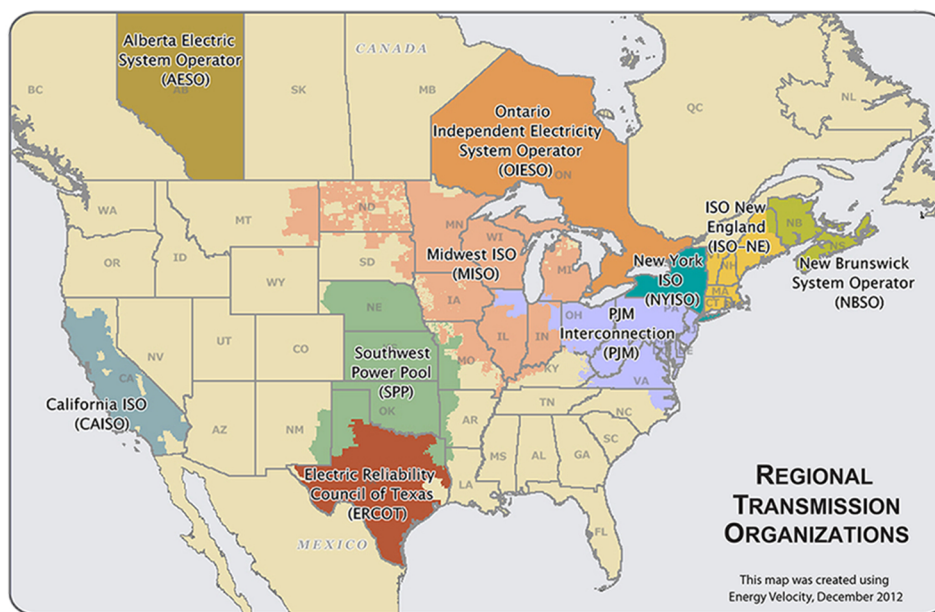 Alberta Electric
System Operator
(AESO)
CANADA
BC
AB
SK
MB
QC
NL
Ontario
Independent Electricity
System Operator
(OIESO)
ON
WA
MT
ND
MN
WI
MI
Midwest ISO
(MISO)
ISO New
England
(ISO-NE)
NB
NS
New Brunswick
System Operator
(NBSO)
New York
ISO
(NYISO)
NH
MA
CT
OR
ID
WY
SD
IA
NE
PJM
Interconnection
(PJM)
OH
PA
DE
NV
UT
CO
IL
IN
MO
KY
VA
Southwest
Power Pool
(SPP)
CA
California ISO
(CAISO)
AZ
NM
OK
AR
TN
NC
SC
MS
AL
GA
LA
FL
Electric Reliability
Council of Texas
(ERCOT)
MEXICO
REGIONAL
TRANSMISSION
ORGANIZATIONS
This map was created using
Energy Velocity, December 2012